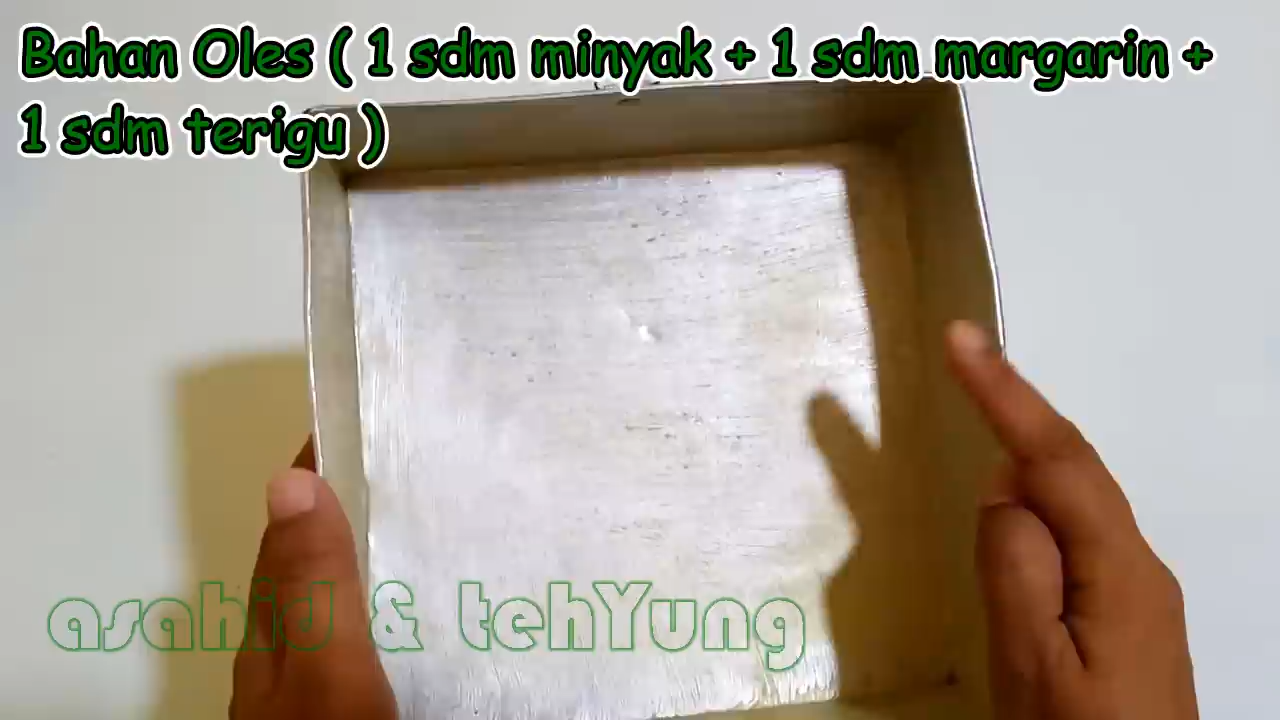 Bahan Oles ( 1 sdm minyak + 1 sdm margarin +
1 sdm terigu )
asahid & tehYung